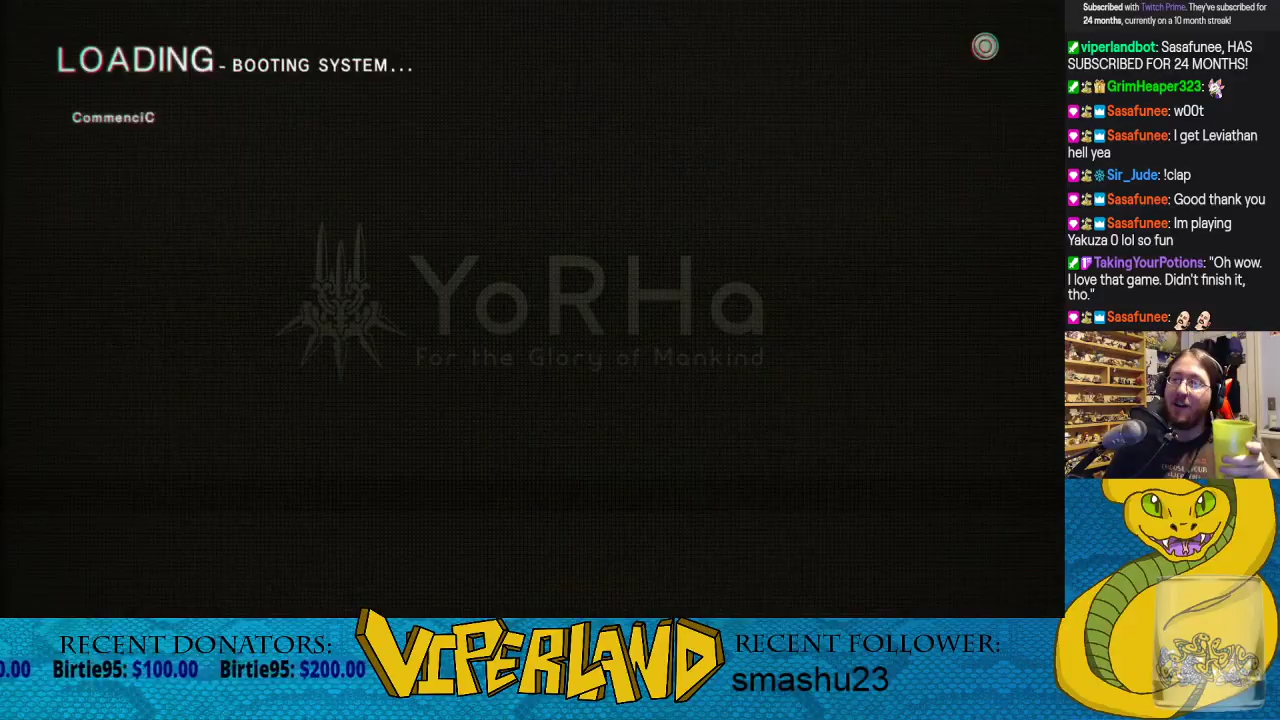 LOADING - BOOTING SYSTEM...
CommenciC
YoRHa
For the Glory of Mankind
Subscribed with Twitch Prime. They've subscribed for
24 months, currently on a 10 month streak!
viperlandbot: Sasafunee, HAS
SUBSCRIBED FOR 24 MONTHS!
GrimHeaper323:
Sasafunee: w00t
Sasafunee: I get Leviathan
hell yea
Sir_Jude: !clap
Sasafunee: Good thank you
Sasafunee: Im playing
Yakuza 0 lol so fun
TakingYourPotions: "Oh wow.
I love that game. Didn't finish it,
tho."
Sasafunee:
RECENT DONATORS:
0.00 Birtie95: $100.00 Birtie95: $200.00
VIPERLAND
RECENT FOLLOWER:
smashu23